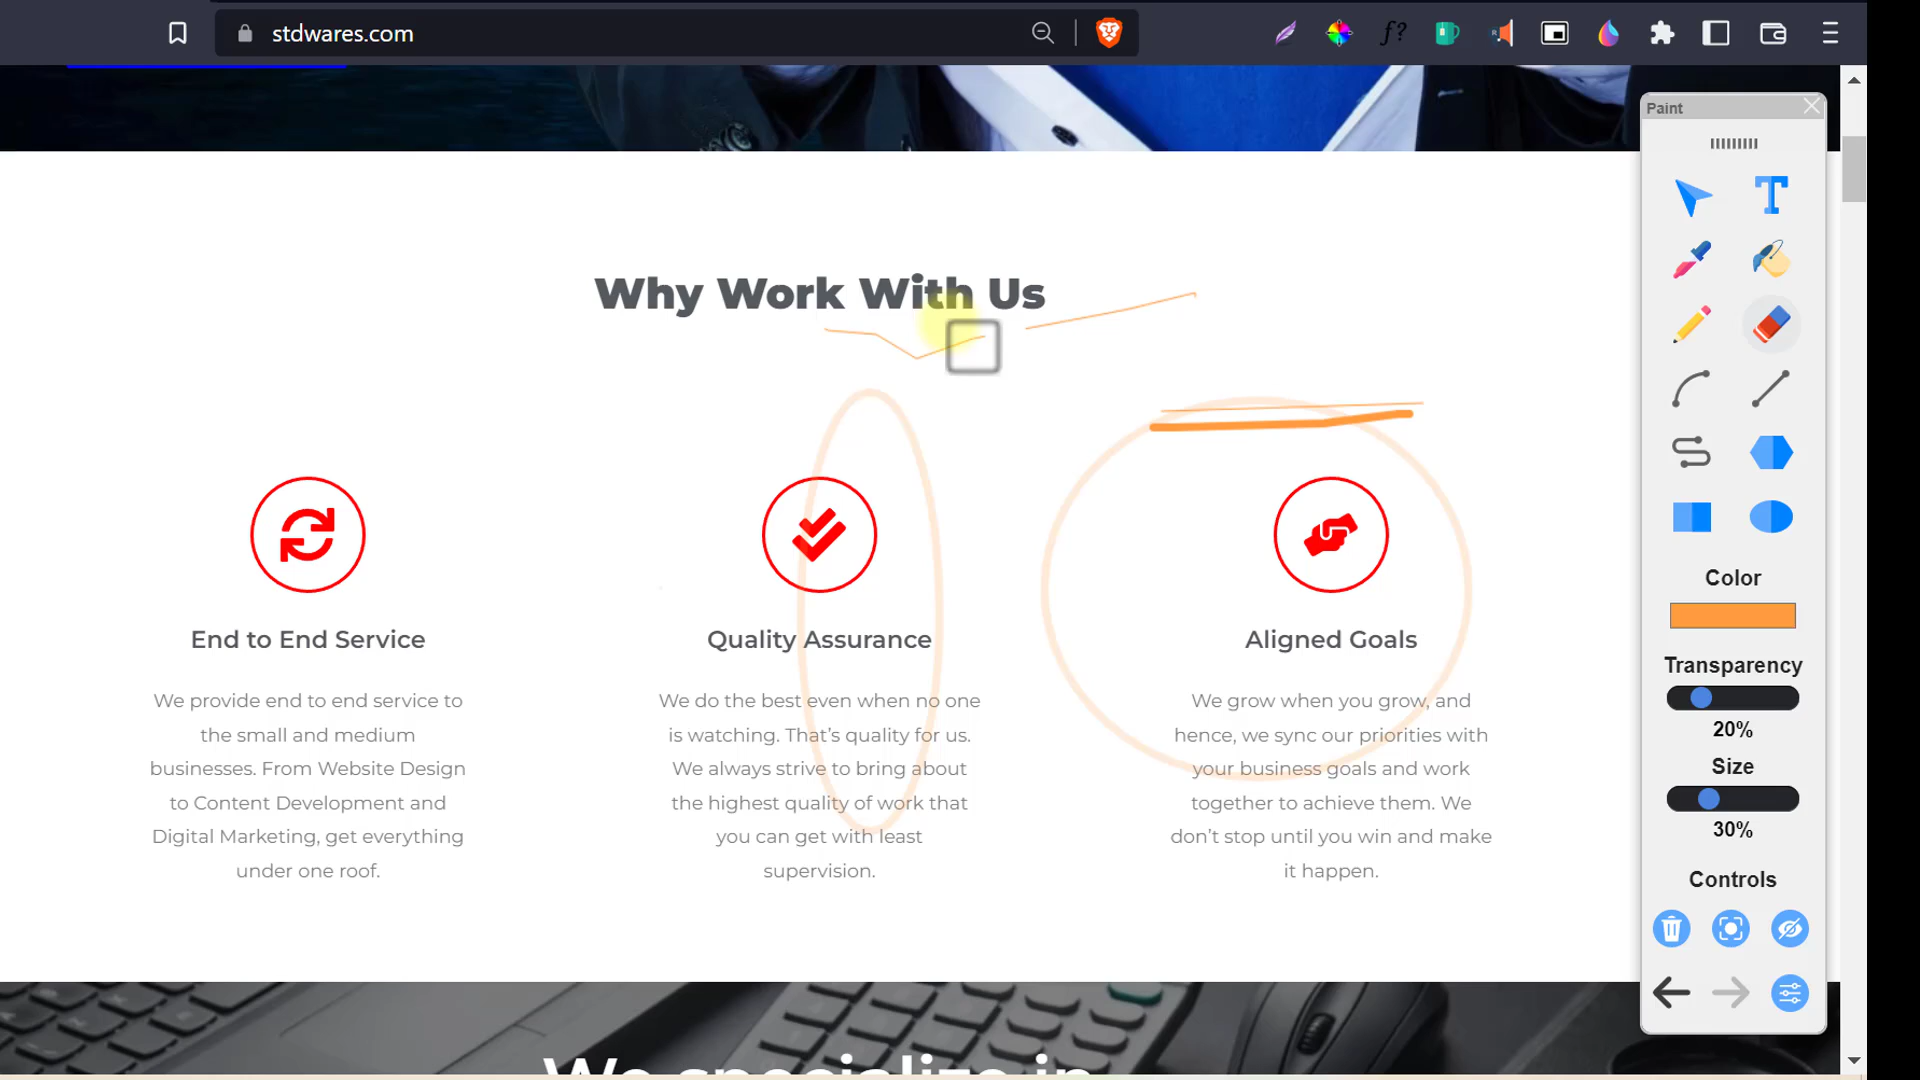 stdwares.com
Paint
Why Work With Us
End to End Service
We provide end to end service to
the small and medium
businesses. From Website Design
to Content Development and
Digital Marketing, get everything
under one roof.
Quality Assurance
We do the best even when no one
is watching. That’s quality for us.
We always strive to bring about
the highest quality of work that
you can get with least
supervision.
Aligned Goals
We grow when you grow, and
hence, we sync our priorities with
your business goals and work
together to achieve them. We
don’t stop until you win and make
it happen.
Color
Transparency
20%
Size
30%
Controls
We specialize in